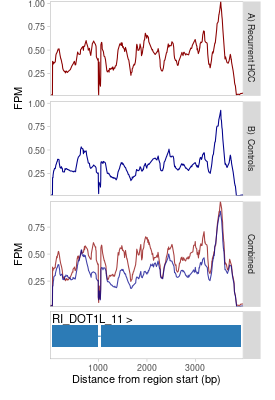 1.00
0.75
0.50
0.25
FPM
A) Recurrent HCC
1.00
0.75
0.50
0.25
B): Controls
0.75
0.50
0.25
FPM
Combined
RI_DOT1L_11 >
1000
2000
3000
Distance from region start (bp)